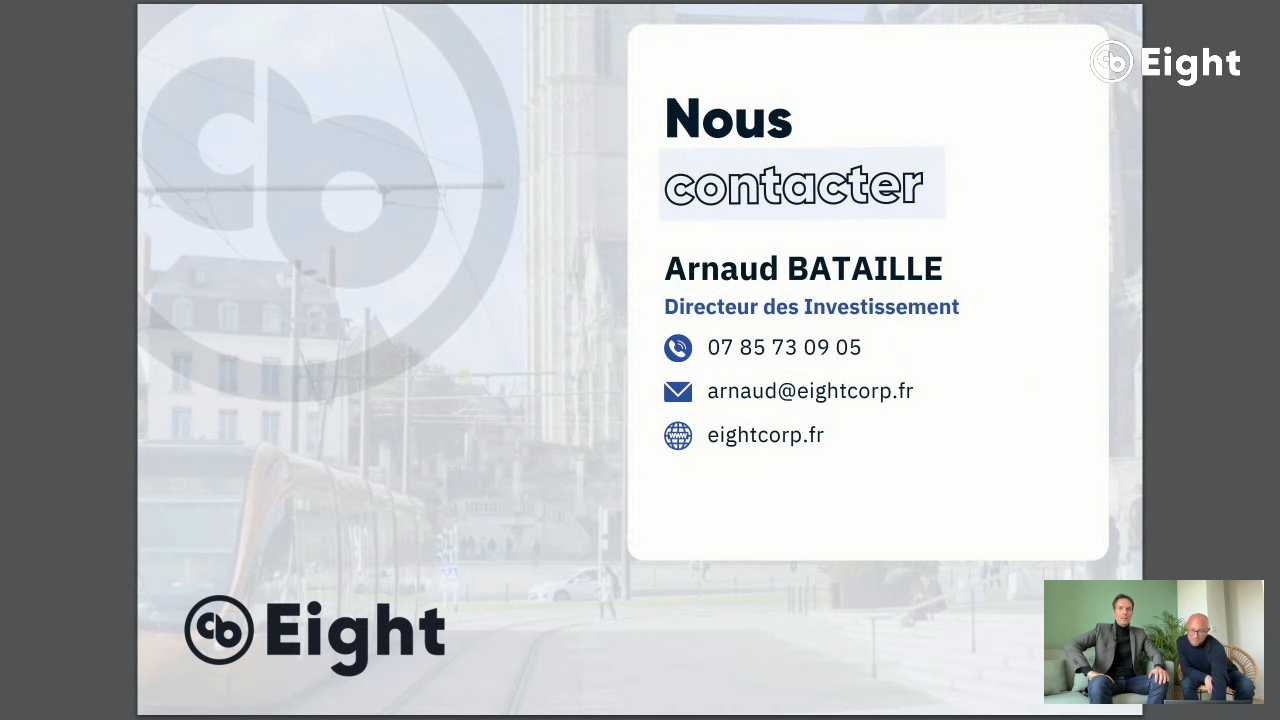 Eight
Nous
contacter
Arnaud BATAILLE
Directeur des Investissement
07 85 73 09 05
arnaud@eightcorp.fr
www
eightcorp.fr
Eight